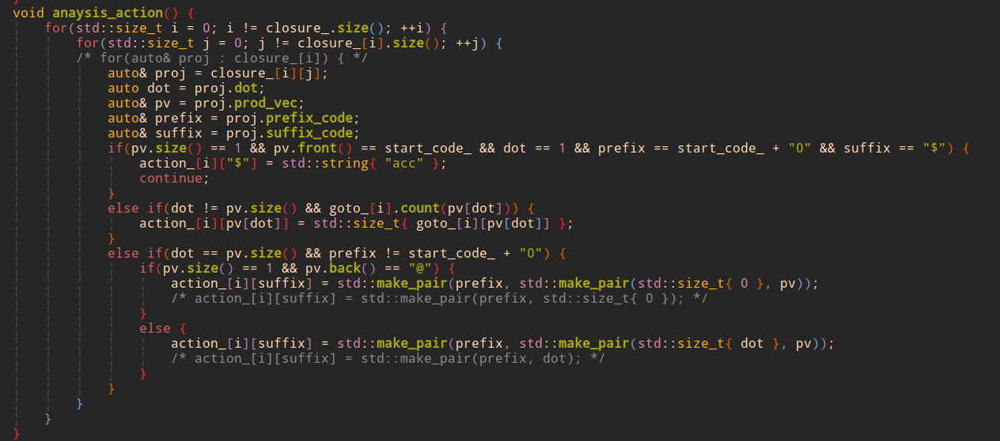 void anaysis_action() {
for(std::size_t i = 0; i != closure_.size(); ++i) {
for(std::size_t j = 0; j != closure_[i].size(); ++j) {
/* for(auto& proj : closure_[i]) { */
auto& proj = closure_[i][j];
auto dot = proj.dot;
auto& pv = proj.prod_vec;
auto& prefix = proj.prefix_code;
auto& suffix = proj.suffix_code;
if(pv.size() == 1 && pv.front() == start_code_ && dot == 1 && prefix == start_code_ + "0" && suffix == "$") {
action_[i]["$"] = std::string{ "acc" };
continue;
}
else if(dot != pv.size() && goto_[i].count(pv[dot])) {
action_[i][pv[dot]] = std::size_t{ goto_[i][pv[dot]] };
}
else if(dot == pv.size() && prefix != start_code_ + "0") {
if(pv.size() == 1 && pv.back() == "@") {
action_[i][suffix] = std::make_pair(prefix, std::make_pair(std::size_t{ 0 }, pv));
/* action_[i][suffix] = std::make_pair(prefix, std::size_t{ 0 }); */
}
else {
action_[i][suffix] = std::make_pair(prefix, std::make_pair(std::size_t{ dot }, pv));
/* action_[i][suffix] = std::make_pair(prefix, dot); */
}
}
}
}
}